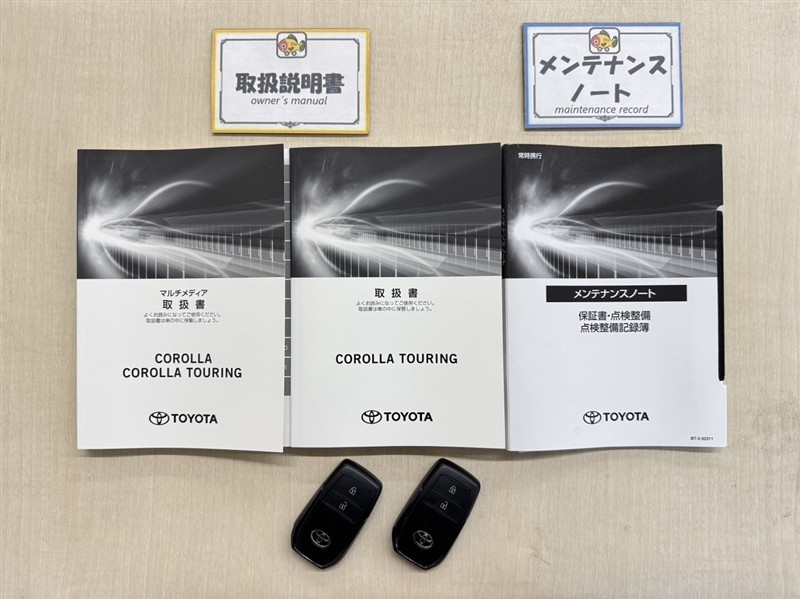 取扱説明書
owner's manual
メンテナンス
ノート
maintenance record
マルチメディア
取扱書
よくお読みになってご使用ください。
取扱書は車の中に保管しましょう。
COROLLA
COROLLA TOURING
TOYOTA
取扱書
よくお読みになってご使用ください。
取扱書は車の中に保管しましょう。
COROLLA TOURING
TOYOTA
常時携行
メンテナンスノート
保証書・点検整備
点検整備記録簿
TOYOTA